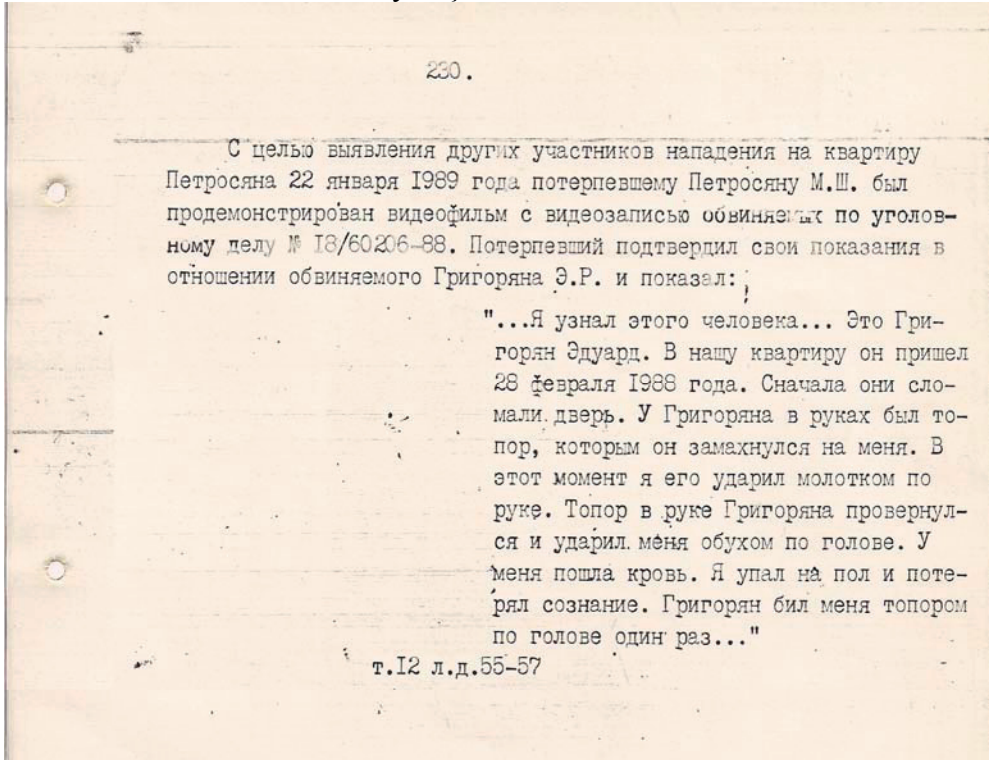 230.
С целью выявления других участников нападения на квартиру
Петросяна 22 января 1989 года потерпевшему Петросяну М.Ш. был
продемонстрирован видеофильм с видеозаписью обвиняемых по уголов-
ному делу № 18/60206-88. Потерпевший подтвердил свои показания в
отношении обвиняемого Григоряна Э.Р. и показал:
"...Я узнал этого человека... Это Гри-
горян Эдуард. В нашу квартиру он пришел
28 февраля 1988 года. Сначала они сло-
мали дверь. У Григоряна в руках был то-
пор, которым он замахнулся на меня. В
этот момент я его ударил молотком по
руке. Топор в руке Григоряна провернул-
ся и ударил меня обухом по голове. У
меня пошла кровь. Я упал на пол и поте-
рял сознание. Григорян бил меня топором
по голове один раз..."
т.12 л.д.55-57